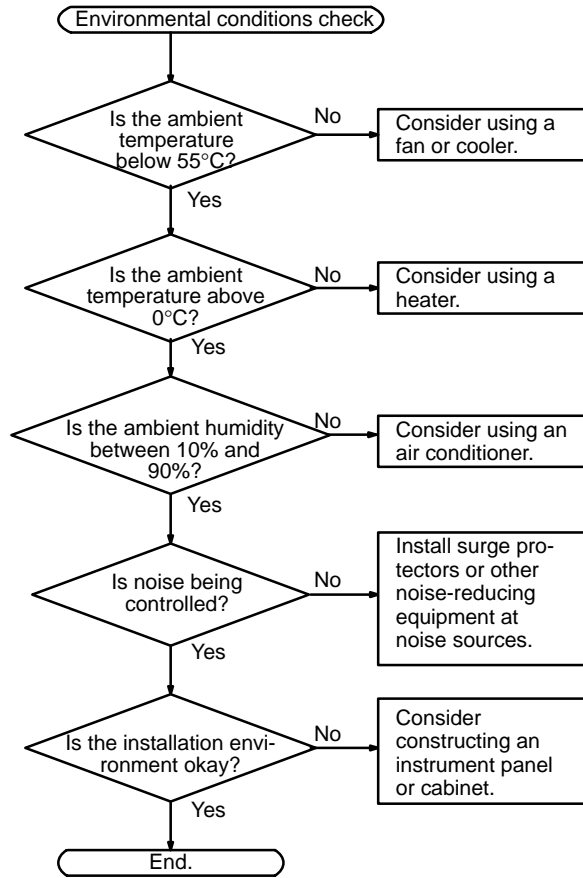 Environmental conditions check
Is the ambient
temperature
below 55°C?
No
Consider using a
fan or cooler.
Yes
Is the ambient
temperature above
0°C?
No
Consider using a
heater.
Yes
Is the ambient humidity
between 10% and
90%?
No
Consider using an
air conditioner.
Yes
Is noise being
controlled?
No
Install surge pro-
tectors or other
noise-reducing
equipment at
noise sources.
Yes
Is the installation envi-
ronment okay?
No
Consider
constructing an
instrument panel
or cabinet.
Yes
End.